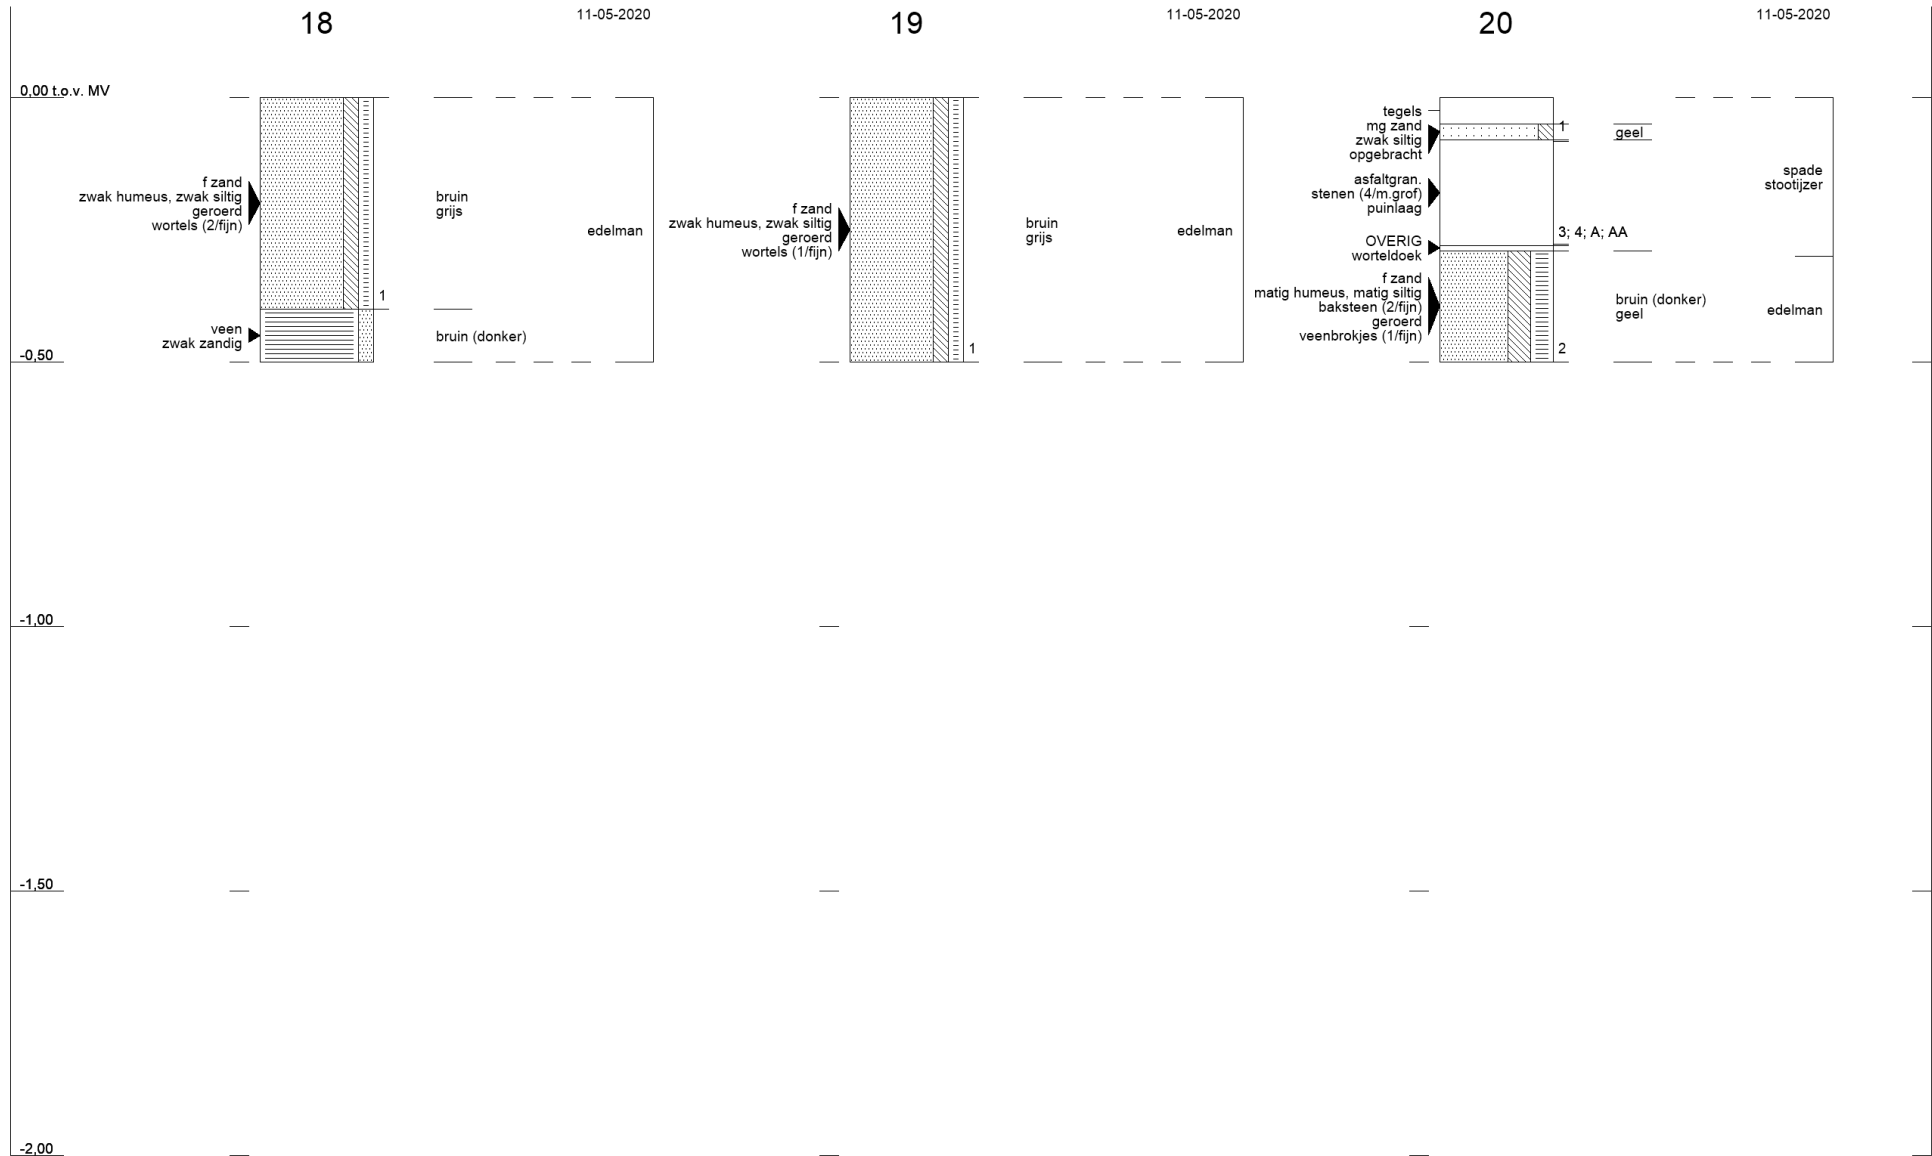 18
11-05-2020
19
11-05-2020
20
11-05-2020
0,00 t.o.v. MV
f zand
zwak humeus, zwak siltig
geroerd
wortels (2/fijn)
bruin
grijs
edelman
1
veen
zwak zandig
bruin (donker)
f zand
zwak humeus, zwak siltig
geroerd
wortels (1/fijn)
bruin
grijs
edelman
1
tegels
mg zand
zwak siltig
opgebracht
1
geel
asfaltgran.
stenen (4/m.grof)
puinlaag
spade
stootijzer
3; 4; A; AA
OVERIG
worteldoek
f zand
matig humeus, matig siltig
baksteen (2/fijn)
geroerd
veenbrokjes (1/fijn)
bruin (donker)
geel
edelman
2
-0,50
-1,00
-1,50
-2,00